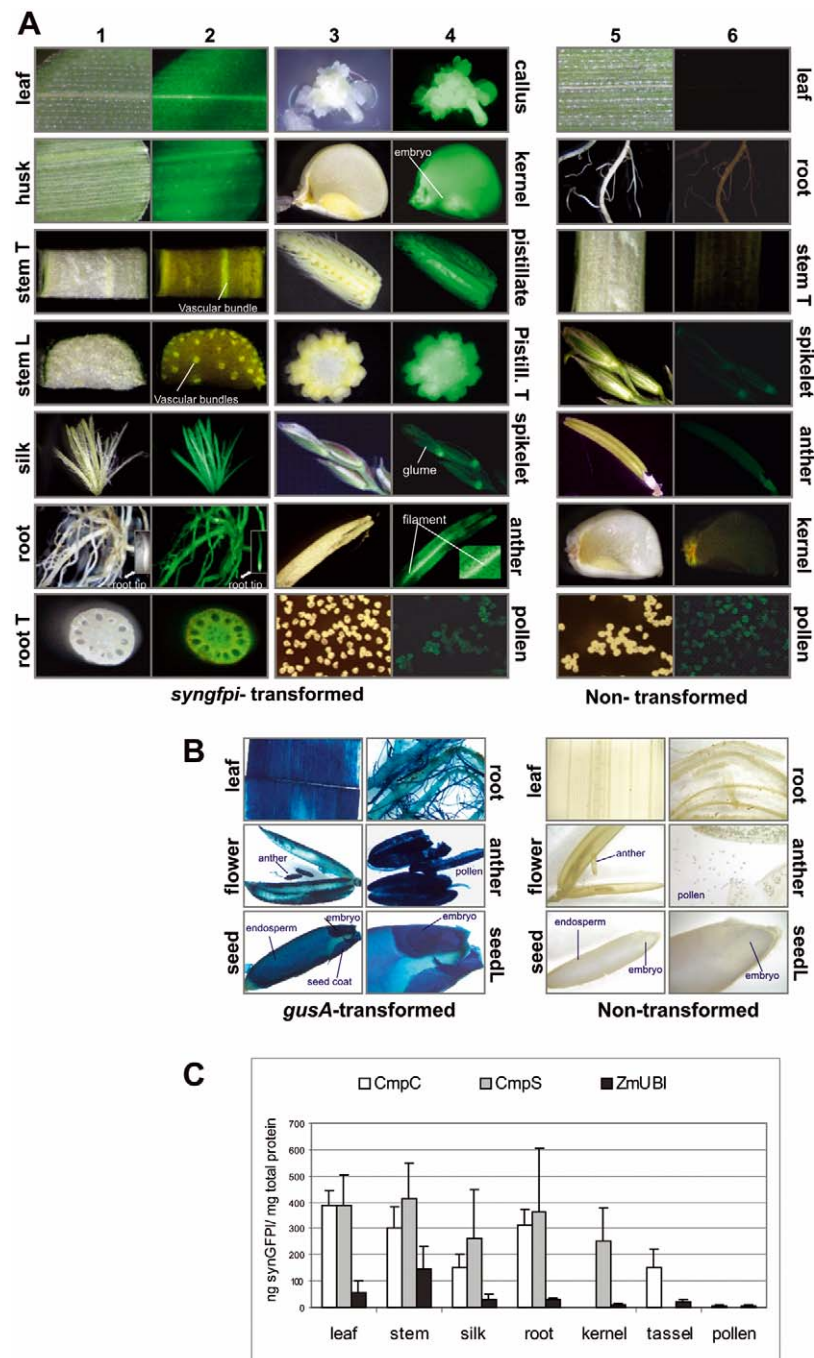 A
1 2 3 4 5 6
leaf
callus
leaf
husk
embryo
kernel
root
stem T
Vascular bundle
pistillate
stem T
stem L
Vascular bundles
Pistill. T
spikelet
silk
glume
spikelet
anther
root
root tip
root tip
filament
anther
kernel
root T
pollen
pollen
syngfpi- transformed
Non- transformed
B
leaf
root
leaf
root
flower
anther
pollen
anther
flower
anther
pollen
anther
seed
endosperm
embryo
seed coat
embryo
seedL
seed
endosperm
embryo
embryo
seedL
gusA-transformed
Non-transformed
C
CmpC CmpS ZmUBI
ng synGFPI/ mg total protein
700
600
500
400
300
200
100
0
leaf stem silk root kernel tassel pollen